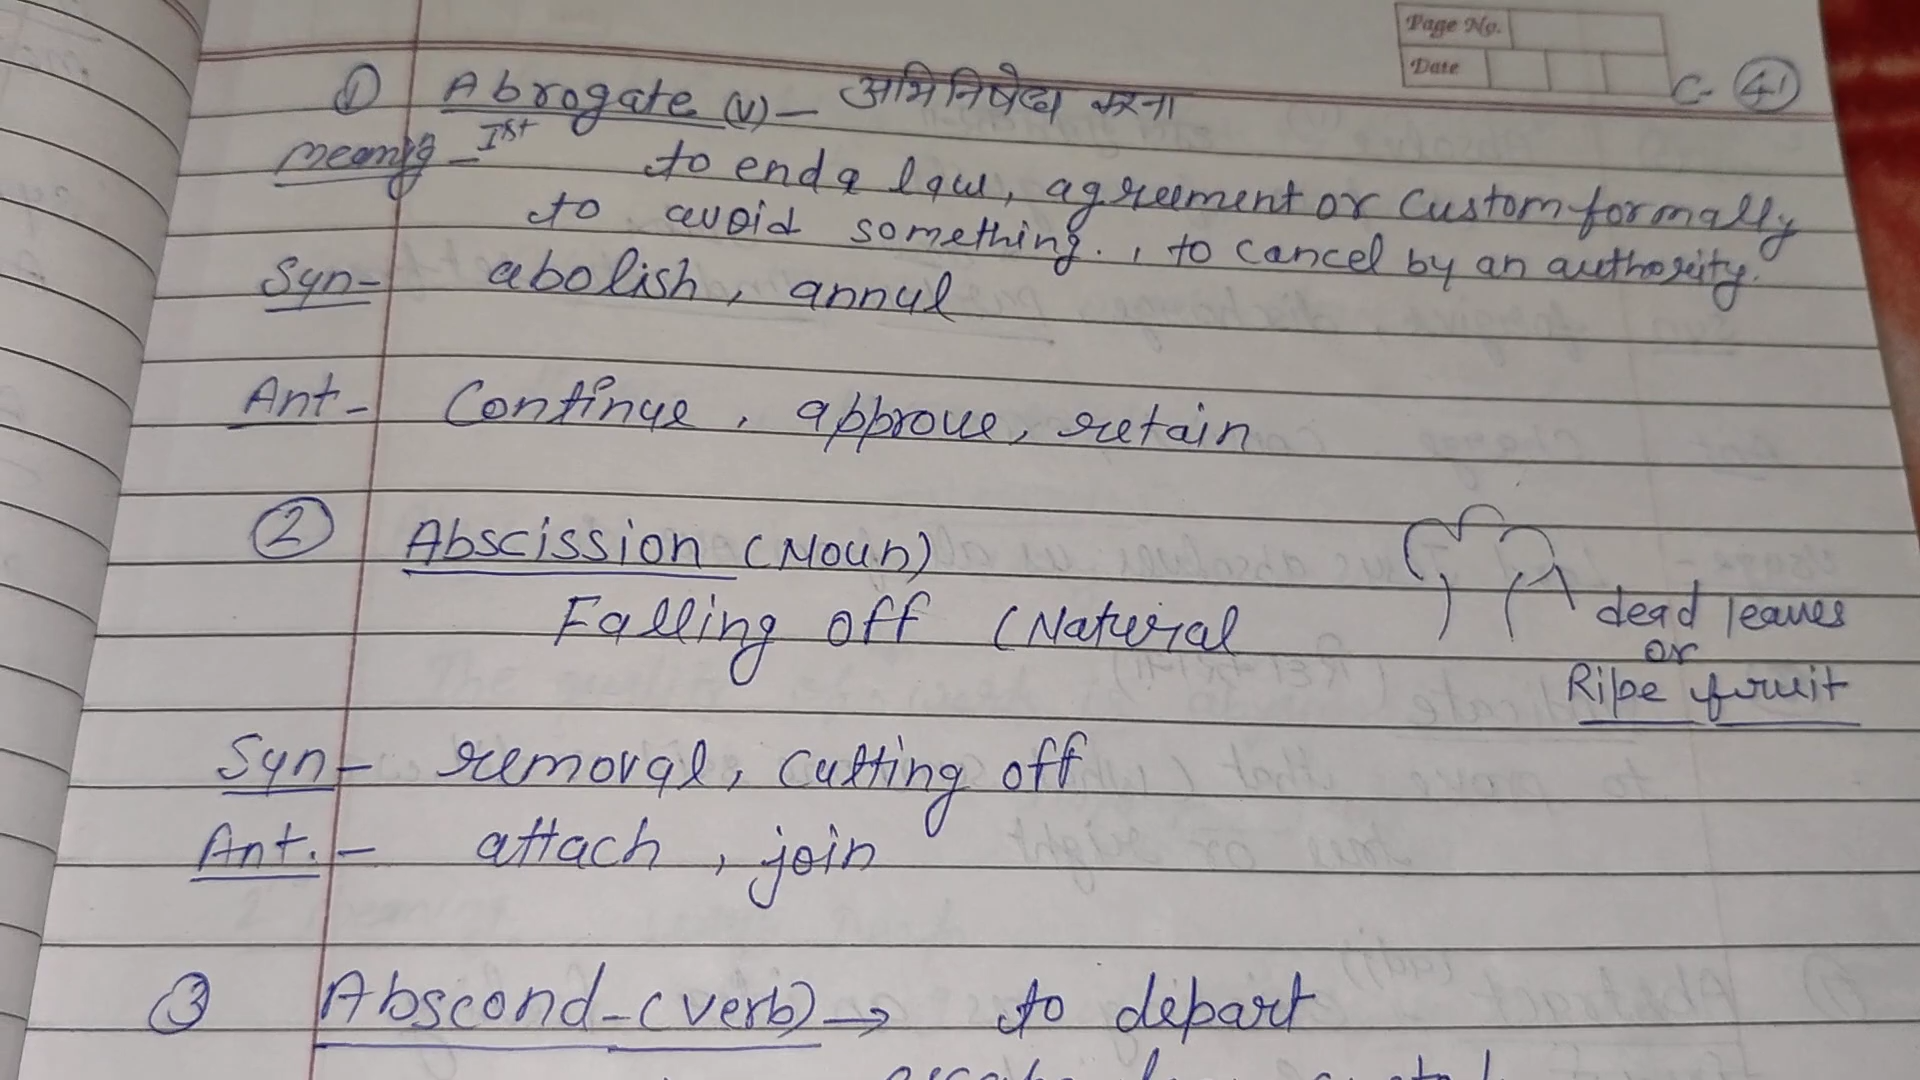 Page No.
Date
C- 41
① Abrogate (v) – अभिनिषेध करना
meaning – Ist to end a law, agreement or custom formally
to avoid something. , to cancel by an authority.
Syn- abolish, annul
Ant- Continue, approve, retain
② Abscission (Noun)
Falling off (Natural
dead leaves
or
Ripe fruit
Syn- removal, cutting off
Ant.- attach, join
③ Abscond-(verb) → to depart